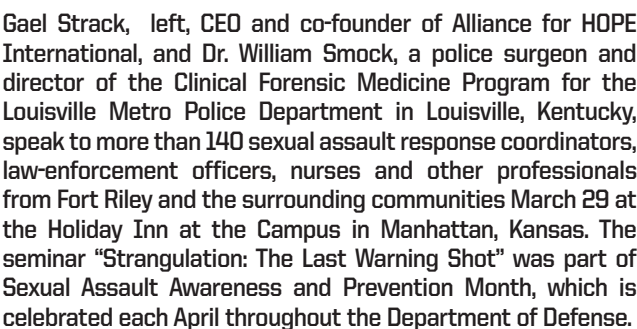 Gael Strack, left, CEO and co-founder of Alliance for HOPE
International, and Dr. William Smock, a police surgeon and
director of the Clinical Forensic Medicine Program for the
Louisville Metro Police Department in Louisville, Kentucky,
speak to more than 140 sexual assault response coordinators,
law-enforcement officers, nurses and other professionals
from Fort Riley and the surrounding communities March 29 at
the Holiday Inn at the Campus in Manhattan, Kansas. The
seminar “Strangulation: The Last Warning Shot” was part of
Sexual Assault Awareness and Prevention Month, which is
celebrated each April throughout the Department of Defense.